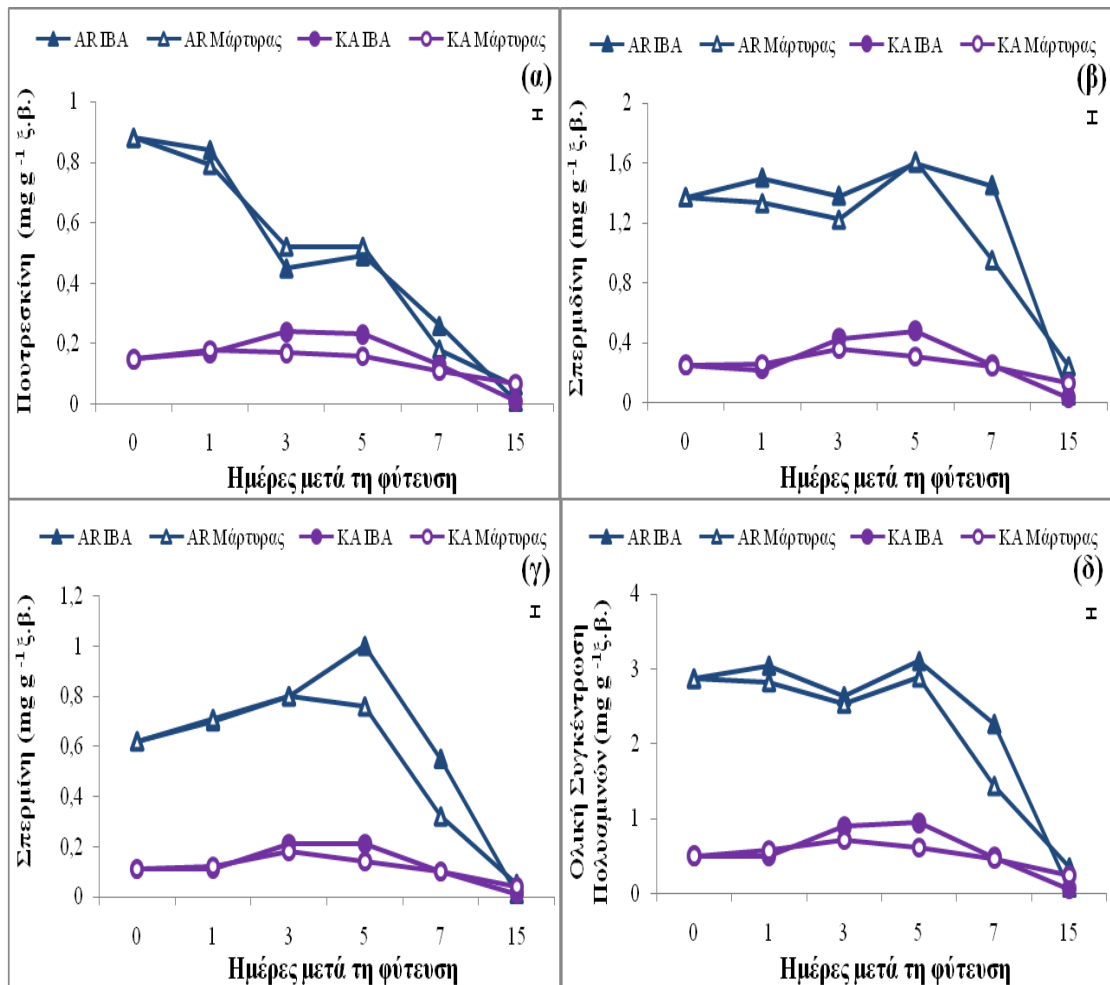 AR IBA AR Μάρτυρας KA IBA KA Μάρτυρας
(α)
Πουτρεσκίνη (mg g -1 ξ.β.)
1
0,8
0,6
0,4
0,2
0
0 1 3 5 7 15
Ημέρες μετά τη φύτευση
AR IBA AR Μάρτυρας KA IBA KA Μάρτυρας
(β)
Σπερμιδίνη (mg g -1 ξ.β.)
2
1,6
1,2
0,8
0,4
0
0 1 3 5 7 15
Ημέρες μετά τη φύτευση
AR IBA AR Μάρτυρας KA IBA KA Μάρτυρας
(γ)
Σπερμίνη (mg g -1 ξ.β.)
1,2
1
0,8
0,6
0,4
0,2
0
0 1 3 5 7 15
Ημέρες μετά τη φύτευση
AR IBA AR Μάρτυρας KA IBA KA Μάρτυρας
(δ)
Ολική Συγκέντρωση
Πολυαμινών (mg g -1 ξ.β.)
4
3
2
1
0
0 1 3 5 7 15
Ημέρες μετά τη φύτευση